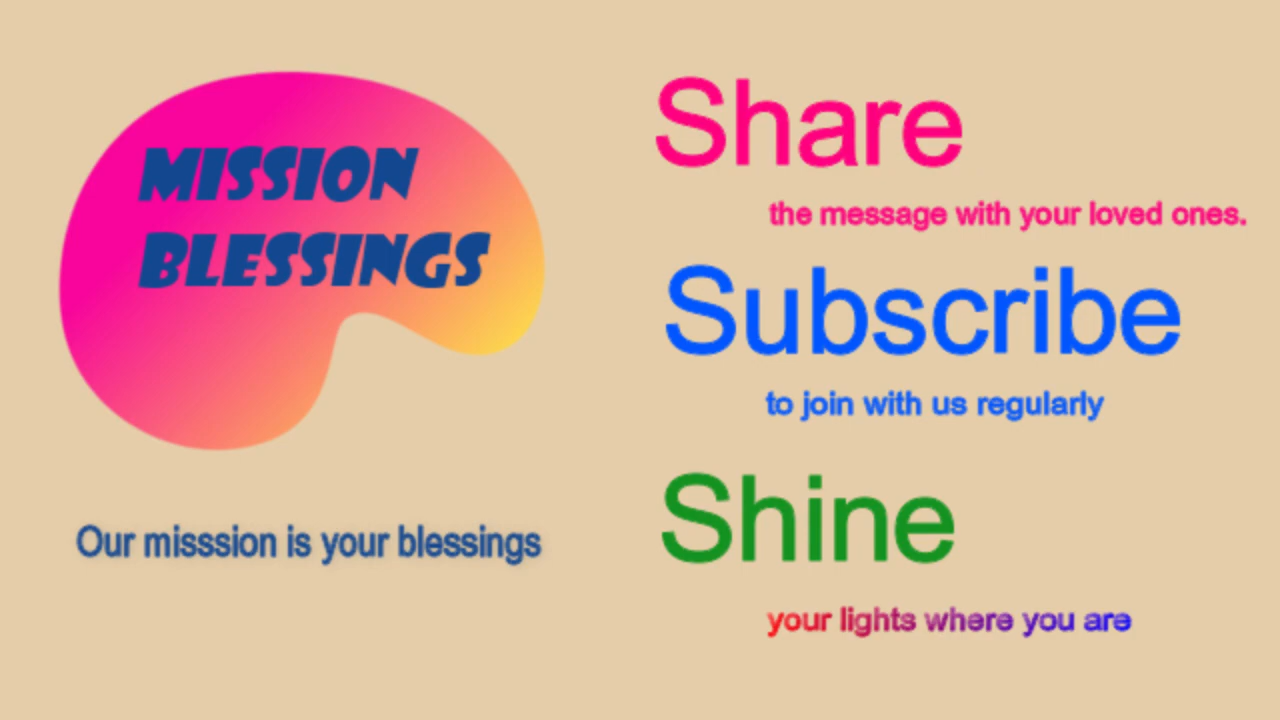 MISSION
BLESSINGS
Our misssion is your blessings
Share
the message with your loved ones.
Subscribe
to join with us regularly
Shine
your lights where you are